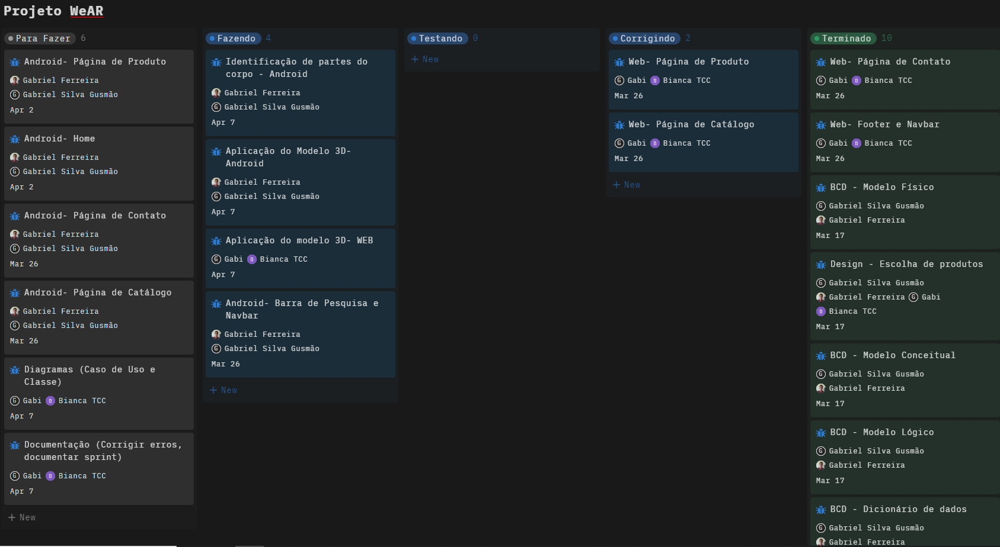 Projeto WeAR
Para Fazer 6
Android- Página de Produto
Gabriel Ferreira
G Gabriel Silva Gusmão
Apr 2
Android- Home
Gabriel Ferreira
G Gabriel Silva Gusmão
Apr 2
Android- Página de Contato
Gabriel Ferreira
G Gabriel Silva Gusmão
Mar 26
Android- Página de Catálogo
Gabriel Ferreira
G Gabriel Silva Gusmão
Mar 26
Diagramas (Caso de Uso e
Classe)
G Gabi B Bianca TCC
Apr 7
Documentação (Corrigir erros,
documentar sprint)
G Gabi B Bianca TCC
Apr 7
+ New
Fazendo 4
Identificação de partes do
corpo - Android
Gabriel Ferreira
G Gabriel Silva Gusmão
Apr 7
Aplicação do Modelo 3D-
Android
Gabriel Ferreira
G Gabriel Silva Gusmão
Apr 7
Aplicação do modelo 3D- WEB
G Gabi B Bianca TCC
Apr 7
Android- Barra de Pesquisa e
Navbar
Gabriel Ferreira
G Gabriel Silva Gusmão
Mar 26
+ New
Testando 0
+ New
Corrigindo 2
Web- Página de Produto
G Gabi B Bianca TCC
Mar 26
Web- Página de Catálogo
G Gabi B Bianca TCC
Mar 26
+ New
Terminado 10
Web- Página de Contato
G Gabi B Bianca TCC
Mar 26
Web- Footer e Navbar
G Gabi B Bianca TCC
Mar 26
BCD - Modelo Físico
G Gabriel Silva Gusmão
Gabriel Ferreira
Mar 17
Design - Escolha de produtos
G Gabriel Silva Gusmão
Gabriel Ferreira G Gabi
B Bianca TCC
Mar 17
BCD - Modelo Conceitual
G Gabriel Silva Gusmão
Gabriel Ferreira
Mar 17
BCD - Modelo Lógico
G Gabriel Silva Gusmão
Gabriel Ferreira
Mar 17
BCD - Dicionário de dados
G Gabriel Silva Gusmão
Gabriel Ferreira